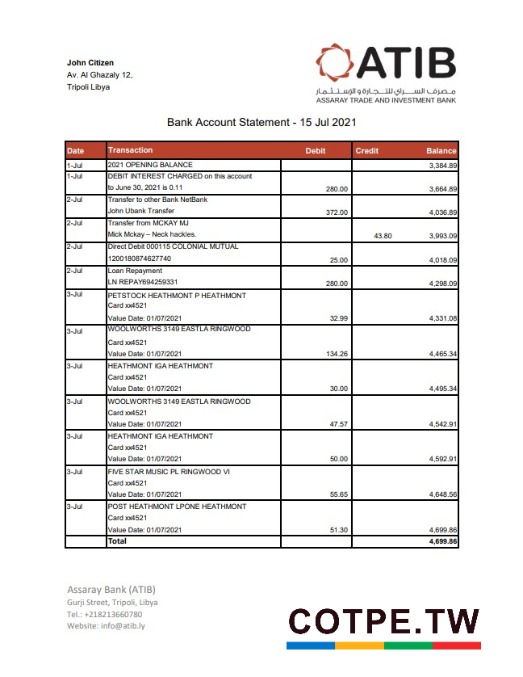 John Citizen
Av. Al Ghazaly 12,
Tripoli Libya
ATIB
مصرف السراي للتجارة والإستثمار
ASSARAY TRADE AND INVESTMENT BANK
Bank Account Statement - 15 Jul 2021
Date Transaction Debit Credit Balance
1-Jul 2021 OPENING BALANCE 3,384.89
1-Jul DEBIT INTEREST CHARGED on this account
to June 30, 2021 is 0.11 280.00 3,664.89
2-Jul Transfer to other Bank NetBank
John Ubank Transfer 372.00 4,036.89
2-Jul Transfer from MCKAY MJ
Mick Mckay – Neck hackles. 43.80 3,993.09
2-Jul Direct Debit 000115 COLONIAL MUTUAL
1200180874627740 25.00 4,018.09
2-Jul Loan Repayment
LN REPAY694259331 280.00 4,298.09
3-Jul PETSTOCK HEATHMONT P HEATHMONT
Card xx4521
Value Date: 01/07/2021 32.99 4,331.08
3-Jul WOOLWORTHS 3149 EASTLA RINGWOOD
Card xx4521
Value Date: 01/07/2021 134.26 4,465.34
3-Jul HEATHMONT IGA HEATHMONT
Card xx4521
Value Date: 01/07/2021 30.00 4,495.34
3-Jul WOOLWORTHS 3149 EASTLA RINGWOOD
Card xx4521
Value Date: 01/07/2021 47.57 4,542.91
3-Jul HEATHMONT IGA HEATHMONT
Card xx4521
Value Date: 01/07/2021 50.00 4,592.91
3-Jul FIVE STAR MUSIC PL RINGWOOD VI
Card xx4521
Value Date: 01/07/2021 55.65 4,648.56
3-Jul POST HEATHMONT LPONE HEATHMONT
Card xx4521
Value Date: 01/07/2021 51.30 4,699.86
Total 4,699.86
Assaray Bank (ATIB)
Gurji Street, Tripoli, Libya
Tel.: +218213660780
Website: info@atib.ly
COTPE.TW